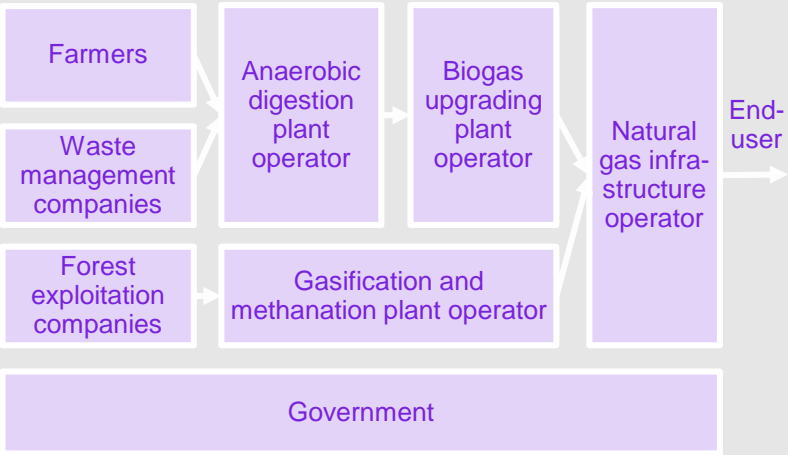 Farmers
Waste
management
companies
Forest
exploitation
companies
Anaerobic
digestion
plant
operator
Biogas
upgrading
plant
operator
Gasification and
methanation plant operator
Natural
gas infra-
structure
operator
End-
user
Government